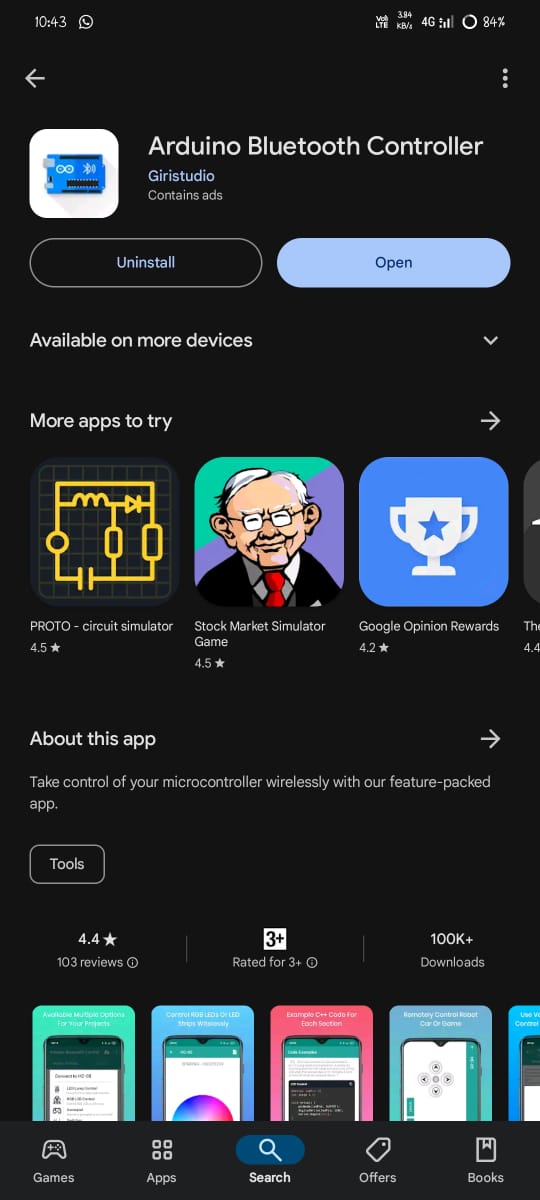 10:43
Vo) LTE 3.84 KB/s 4G 84%
Arduino Bluetooth Controller
Giristudio
Contains ads
Uninstall
Open
Available on more devices
More apps to try
PROTO - circuit simulator
4.5 ★
Stock Market Simulator
Game
4.5 ★
Google Opinion Rewards
4.2 ★
The
4.4
About this app
Take control of your microcontroller wirelessly with our feature-packed
app.
Tools
4.4 ★
103 reviews
3+
Rated for 3+
100K+
Downloads
Available Multiple Options
For Your Projects
Control RGB LEDs Or LED
Strips Wirelessly
Example C++ Code For
Each Section
Remotely Control Robot
Car Or Game
Control
HC-05
Code Examples
Games
Apps
Search
Offers
Books